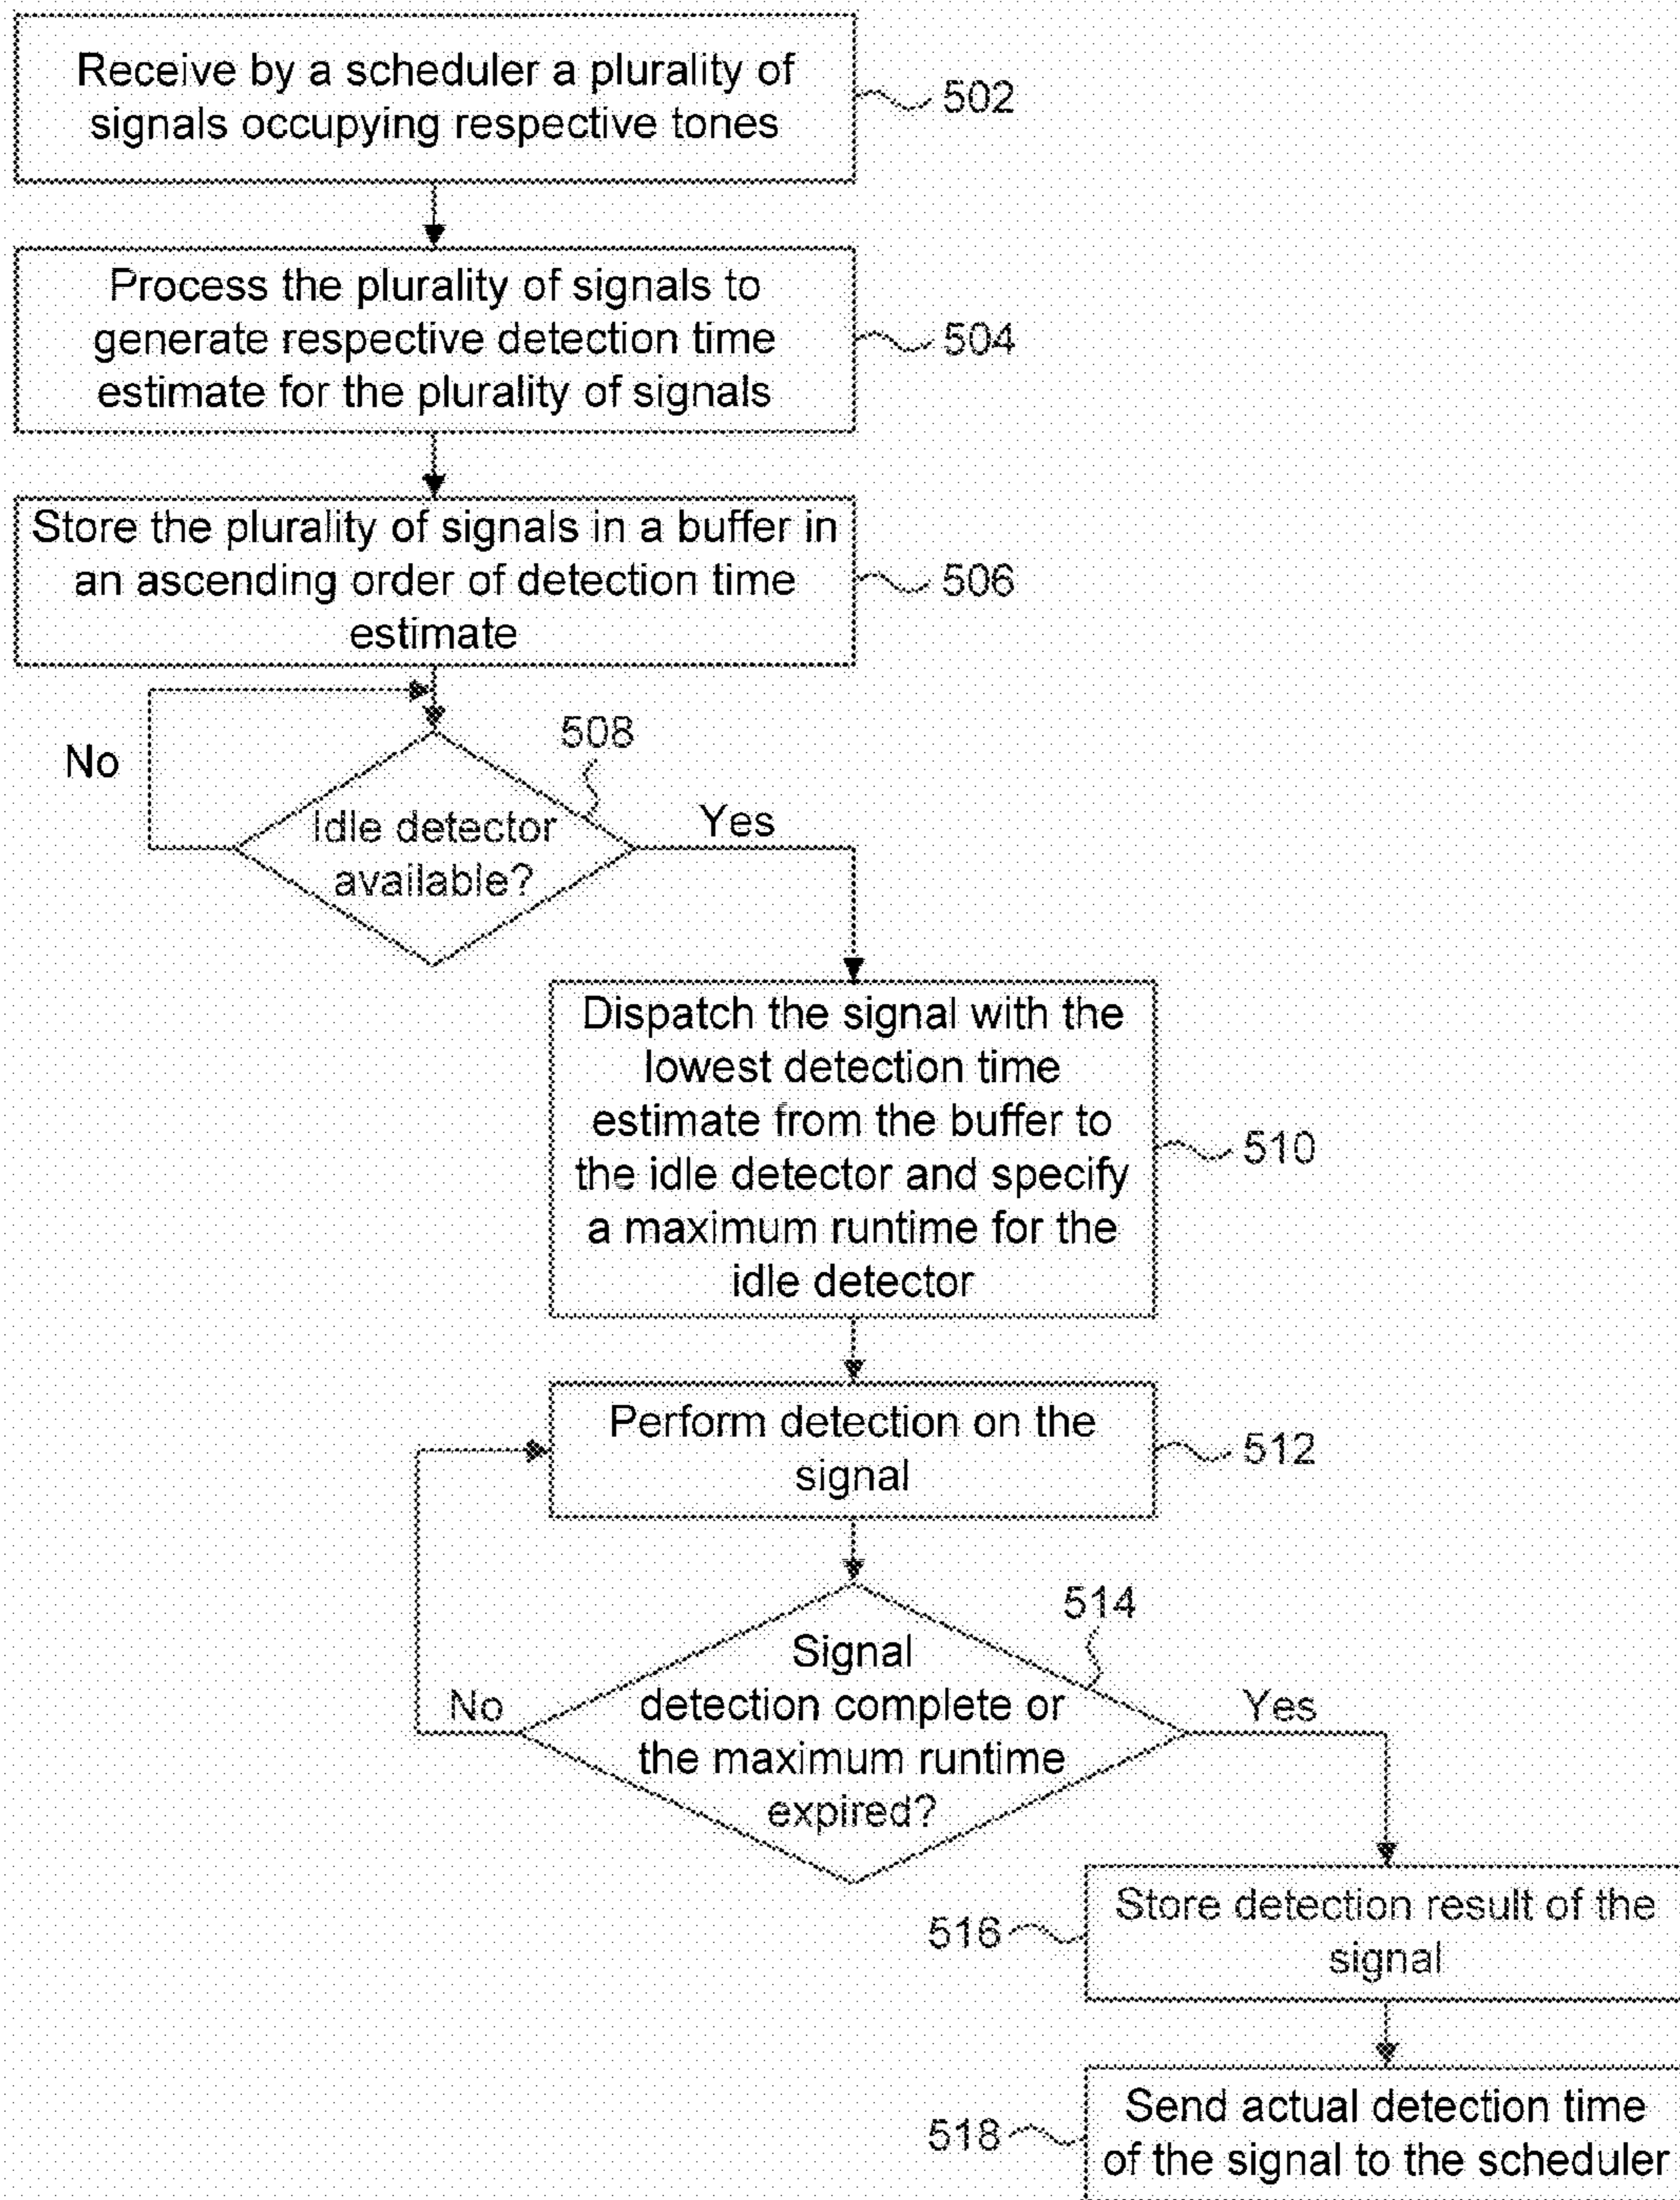 Receive by a scheduler a plurality of
signals occupying respective tones
502
Process the plurality of signals to
generate respective detection time
estimate for the plurality of signals
504
Store the plurality of signals in a buffer in
an ascending order of detection time
estimate
506
508
No
Idle detector
available?
Yes
Dispatch the signal with the
lowest detection time
estimate from the buffer to
the idle detector and specify
a maximum runtime for the
idle detector
510
Perform detection on the
signal
512
514
Signal
detection complete or
the maximum runtime
expired?
No
Yes
Store detection result of the
signal
516
Send actual detection time
of the signal to the scheduler
518